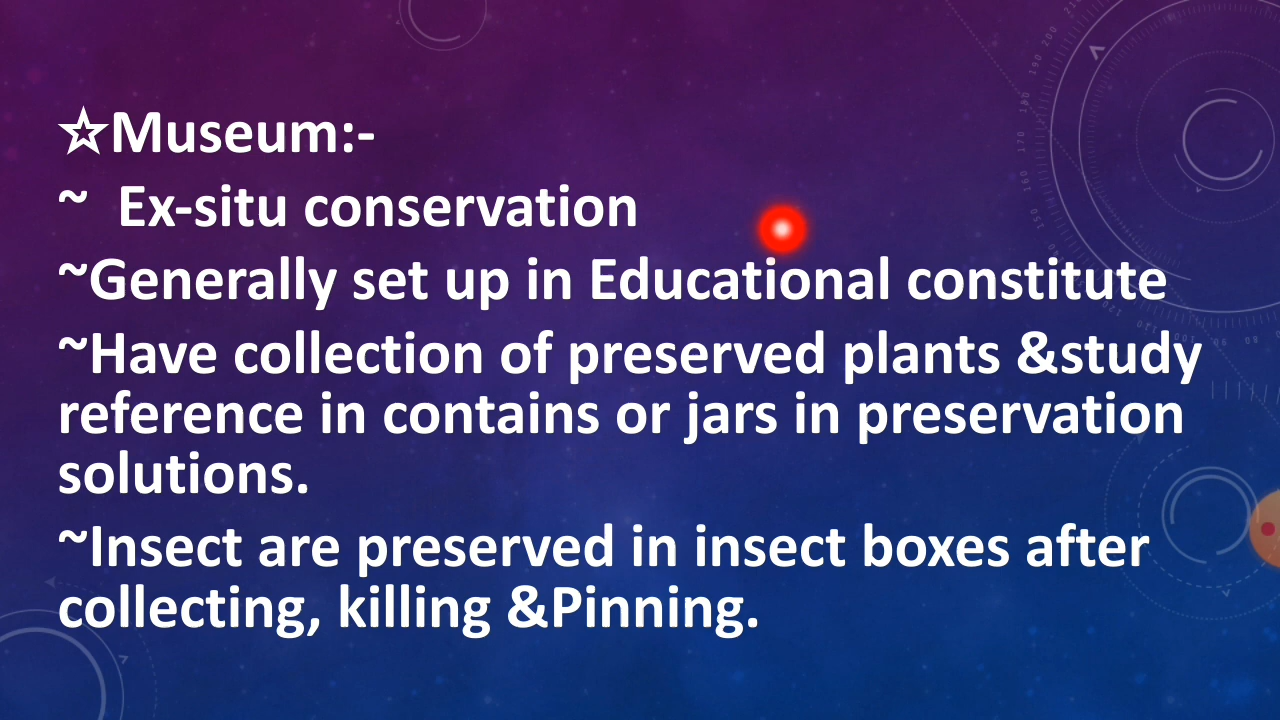 ☆Museum:-
~ Ex-situ conservation
~Generally set up in Educational constitute
~Have collection of preserved plants &study
reference in contains or jars in preservation
solutions.
~Insect are preserved in insect boxes after
collecting, killing &Pinning.